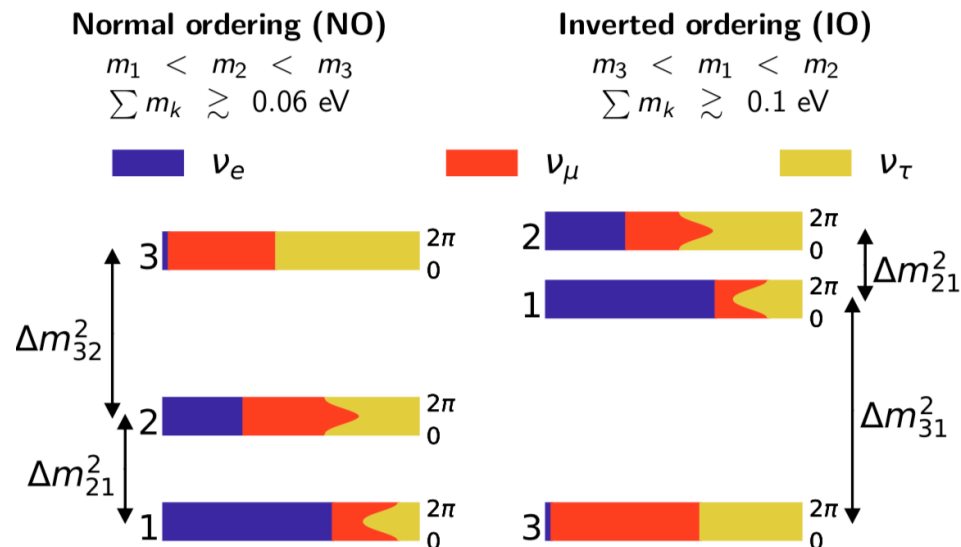 Normal ordering (NO)
m₁ < m₂ < m₃
∑ mₖ ≳ 0.06 eV
Inverted ordering (IO)
m₃ < m₁ < m₂
∑ mₖ ≳ 0.1 eV
νₑ
ν_μ
ν_τ
3
2π
0
Δm²₃₂
2
2π
0
Δm²₂₁
1
2π
0
2
2π
0
Δm²₂₁
1
2π
0
Δm²₃₁
3
2π
0